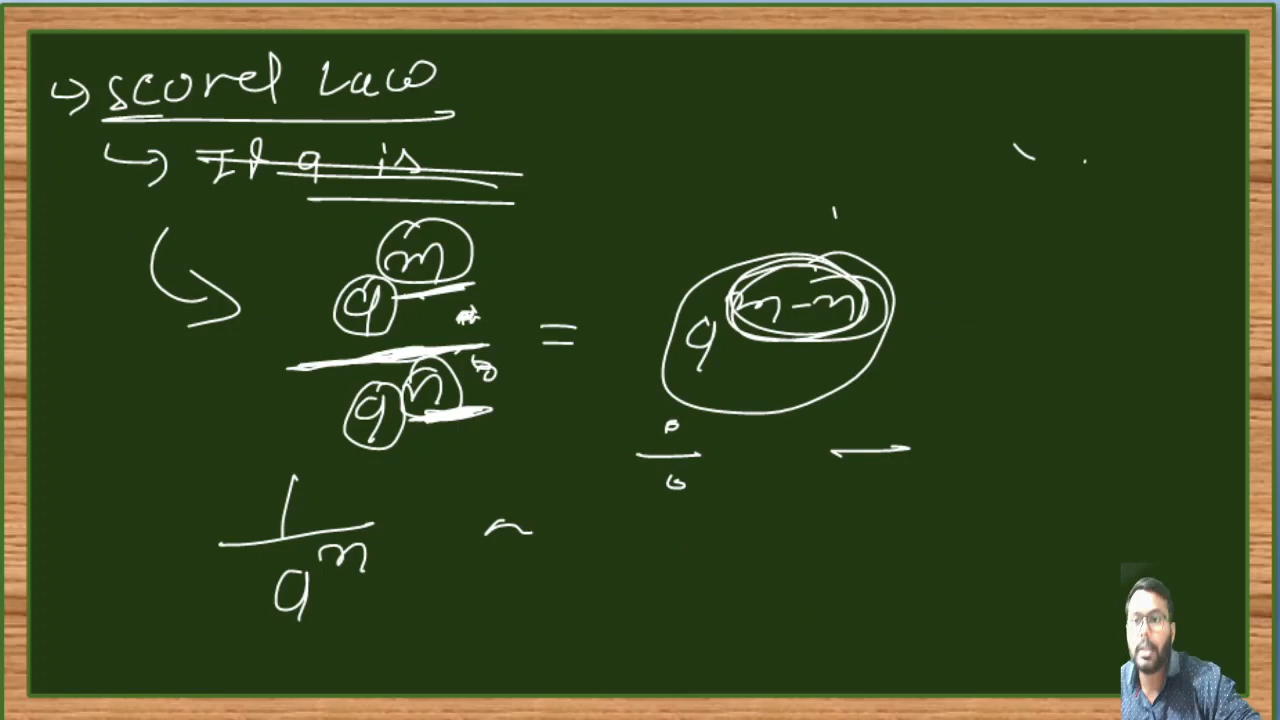 → scorel Law
→ If a is
a^m / a^n = a^m-n
1 / a^m